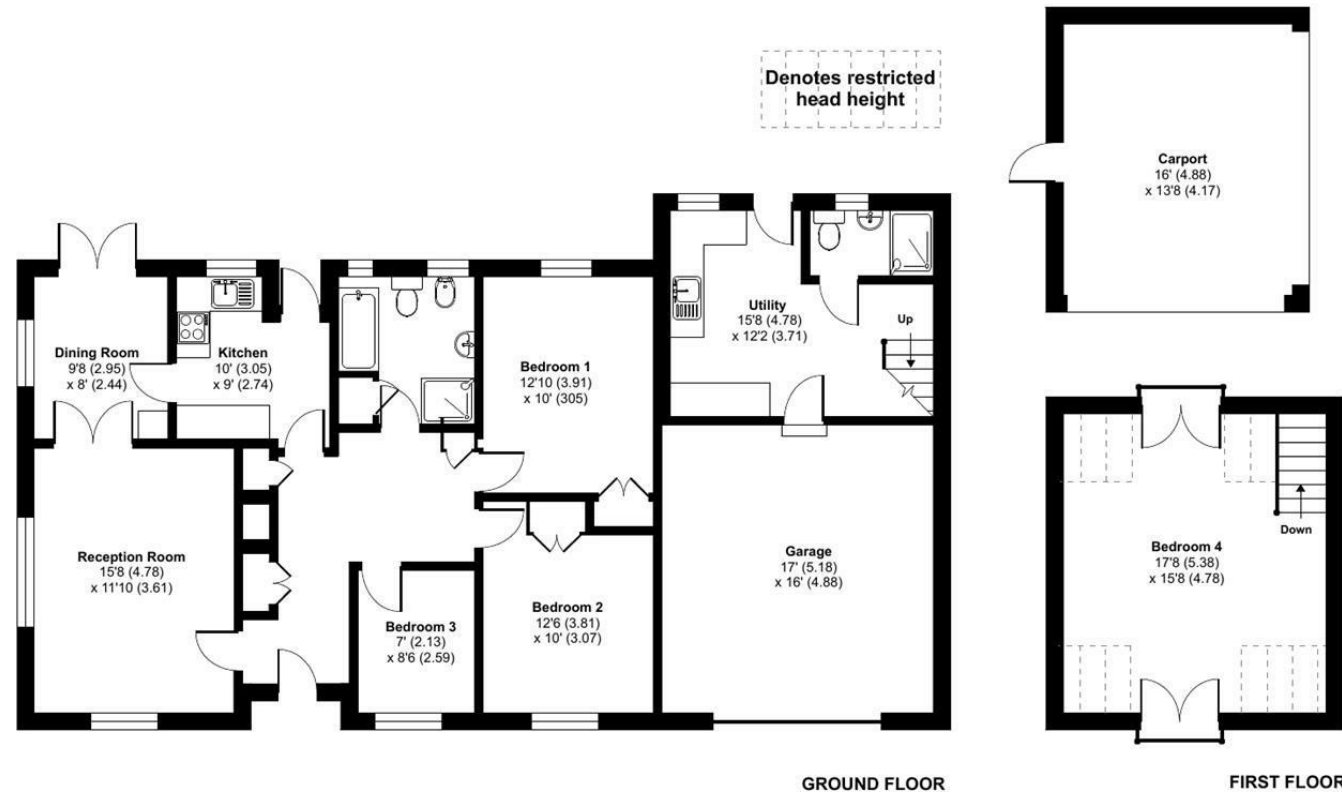 Denotes restricted
head height
Carport
16' (4.88)
x 13'8 (4.17)
Dining Room
9'8 (2.95)
x 8' (2.44)
Kitchen
10' (3.05)
x 9' (2.74)
Bedroom 1
12'10 (3.91)
x 10' (305)
Utility
15'8 (4.78)
x 12'2 (3.71)
Up
Reception Room
15'8 (4.78)
x 11'10 (3.61)
Bedroom 3
7' (2.13)
x 8'6 (2.59)
Bedroom 2
12'6 (3.81)
x 10' (3.07)
Garage
17' (5.18)
x 16' (4.88)
Down
Bedroom 4
17'8 (5.38)
x 15'8 (4.78)
GROUND FLOOR
FIRST FLOOR